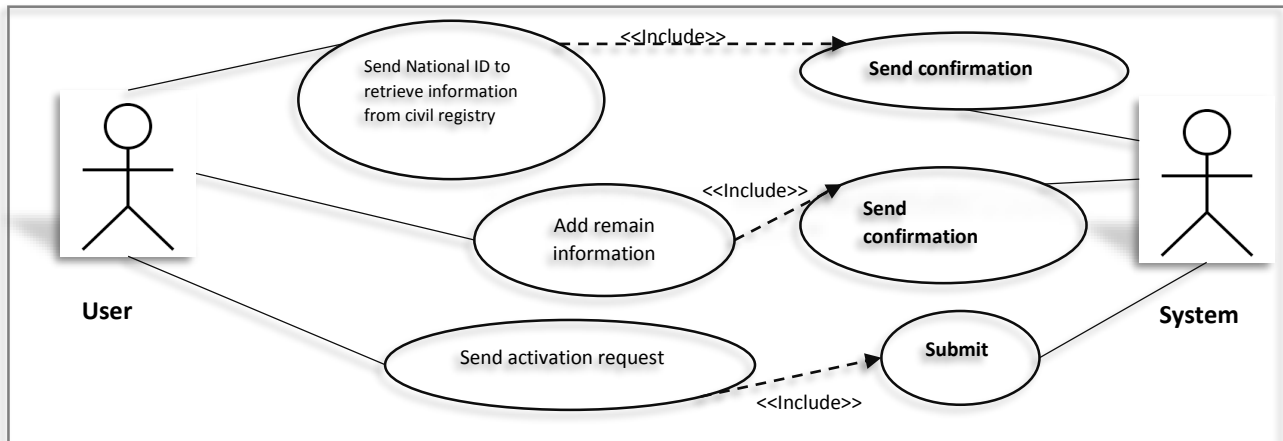 <<Include>>
Send National ID to
retrieve information
from civil registry
Send confirmation
<<Include>>
Add remain
information
Send
confirmation
User
System
Send activation request
Submit
<<Include>>